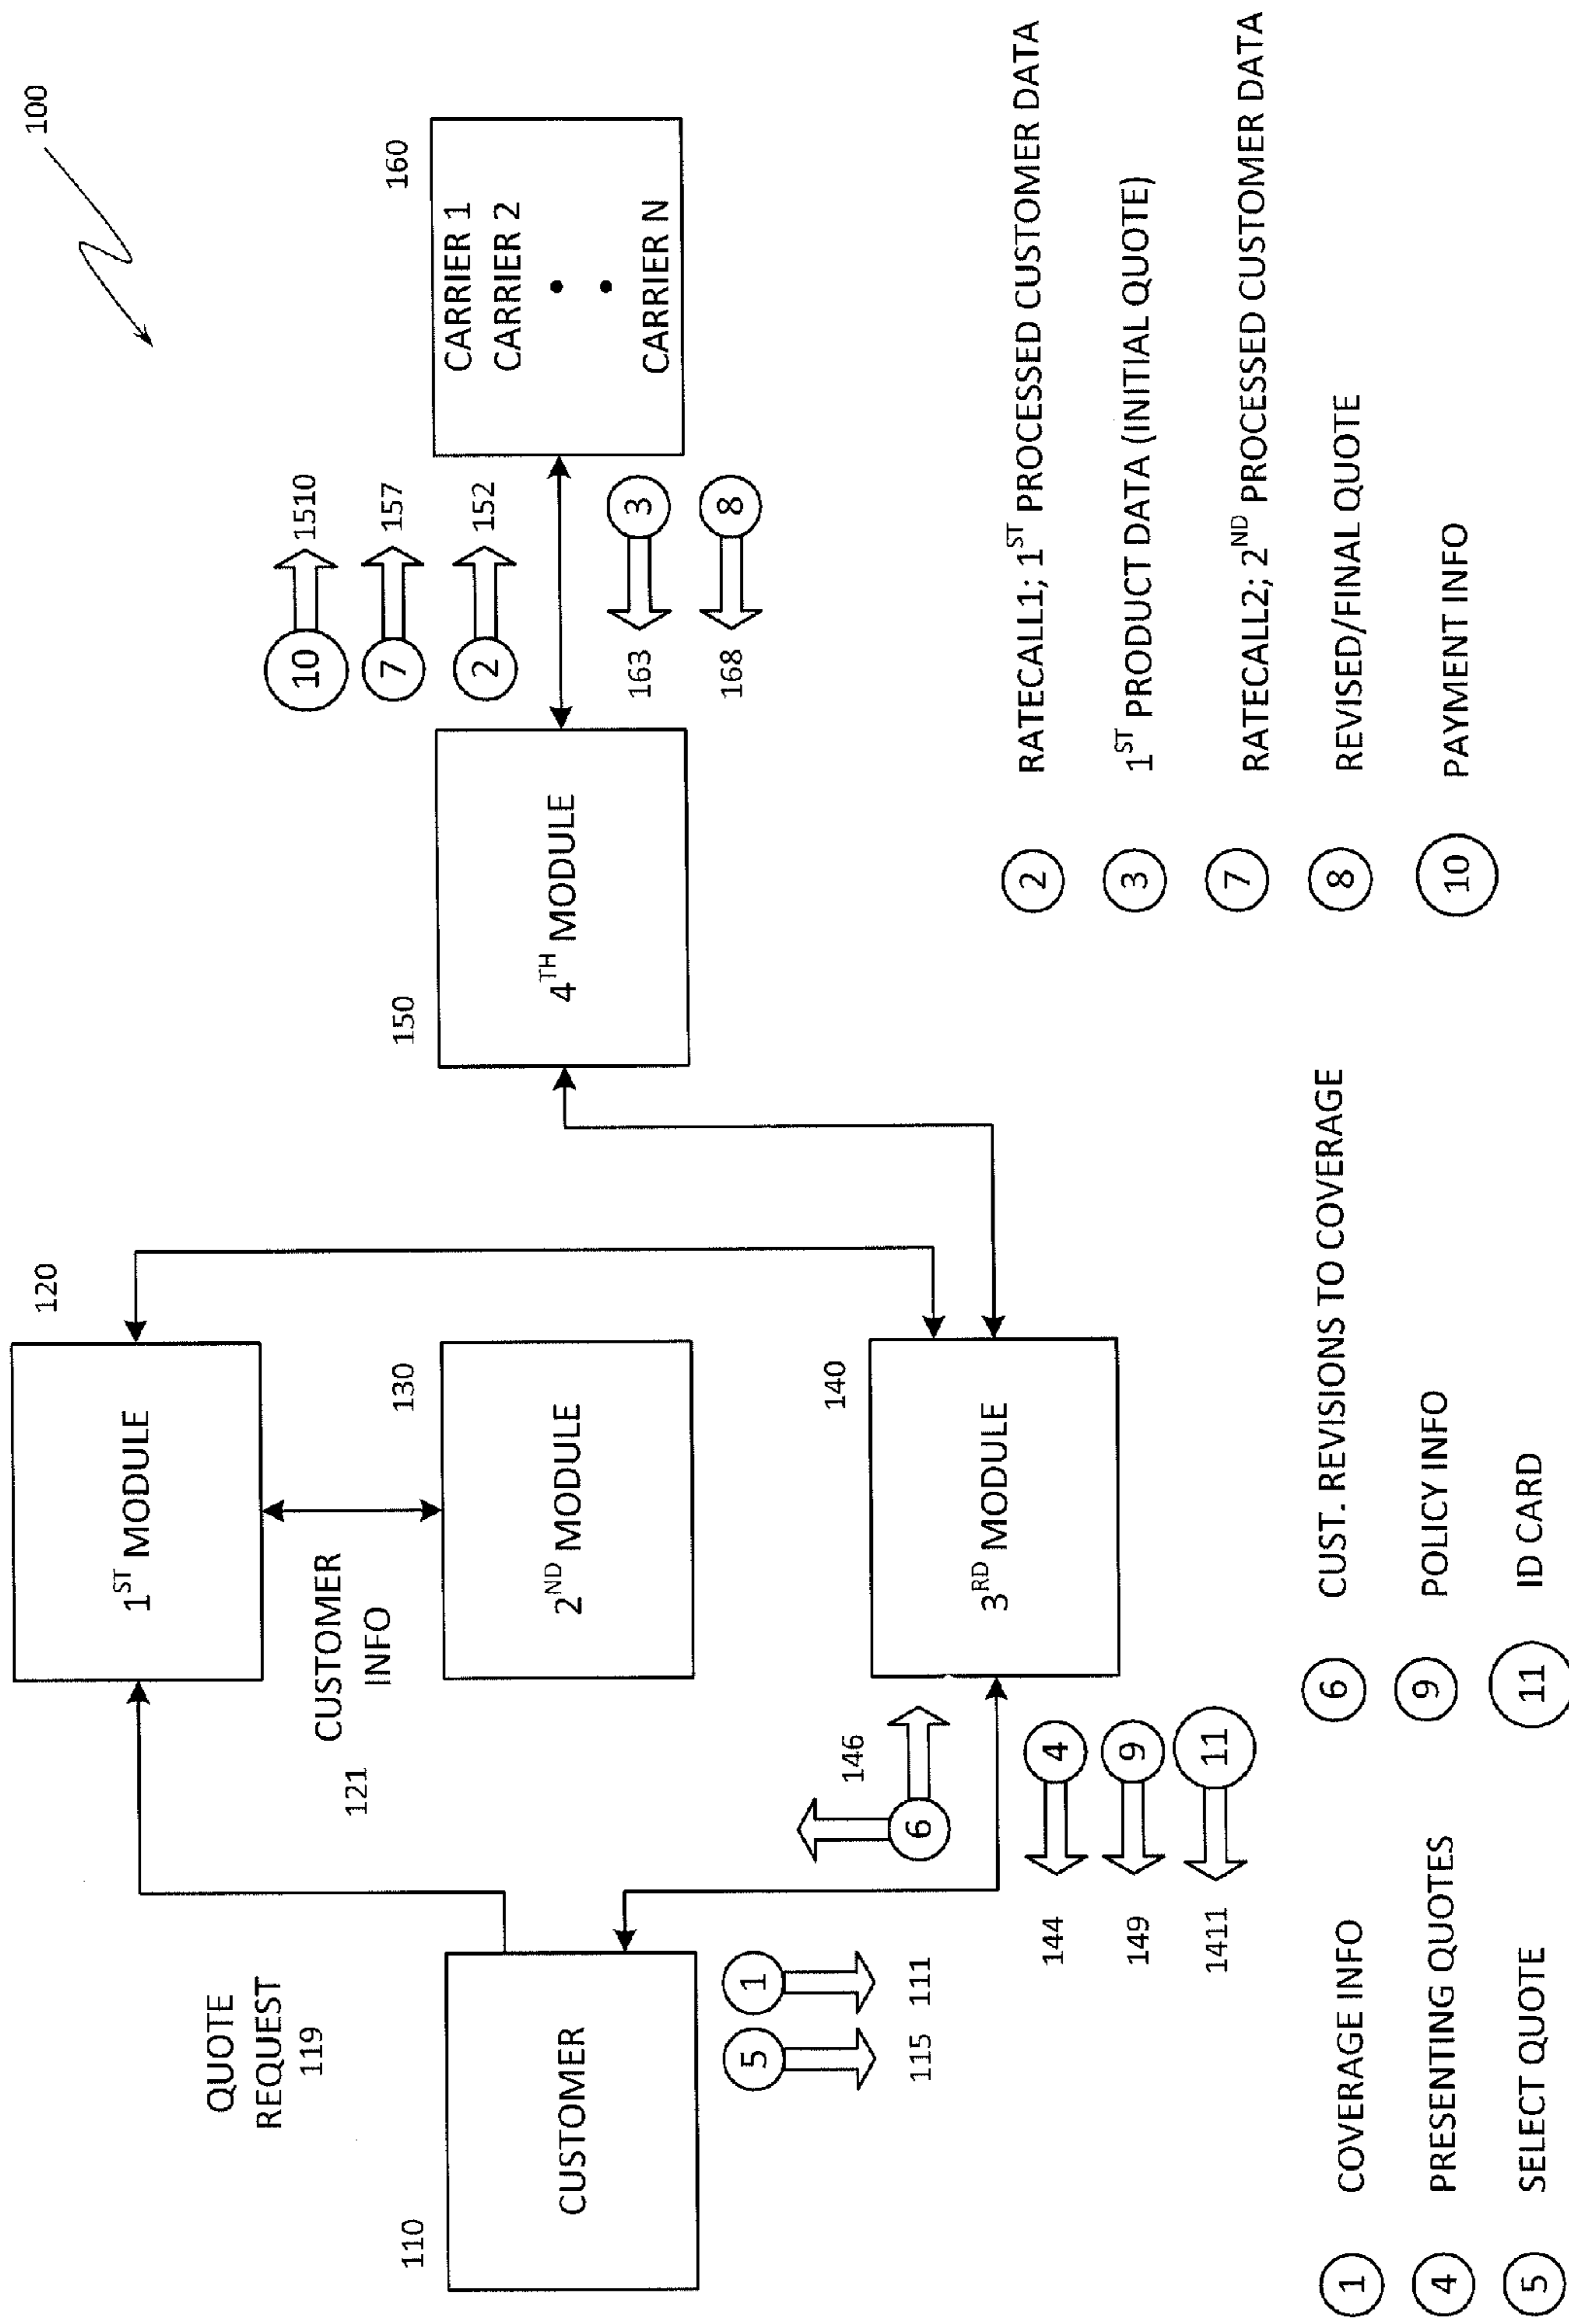 100
QUOTE
REQUEST
119
120
1ST MODULE
CUSTOMER
INFO
121
130
2ND MODULE
110
CUSTOMER
5
1
115
111
146
6
140
3RD MODULE
144
4
149
9
1411
11
150
4TH MODULE
10
1510
7
157
2
152
163
3
168
8
160
CARRIER 1
CARRIER 2
CARRIER N
1 COVERAGE INFO
4 PRESENTING QUOTES
5 SELECT QUOTE
6 CUST. REVISIONS TO COVERAGE
9 POLICY INFO
11 ID CARD
2 RATECALL1; 1ST PROCESSED CUSTOMER DATA
3 1ST PRODUCT DATA (INITIAL QUOTE)
7 RATECALL2; 2ND PROCESSED CUSTOMER DATA
8 REVISED/FINAL QUOTE
10 PAYMENT INFO